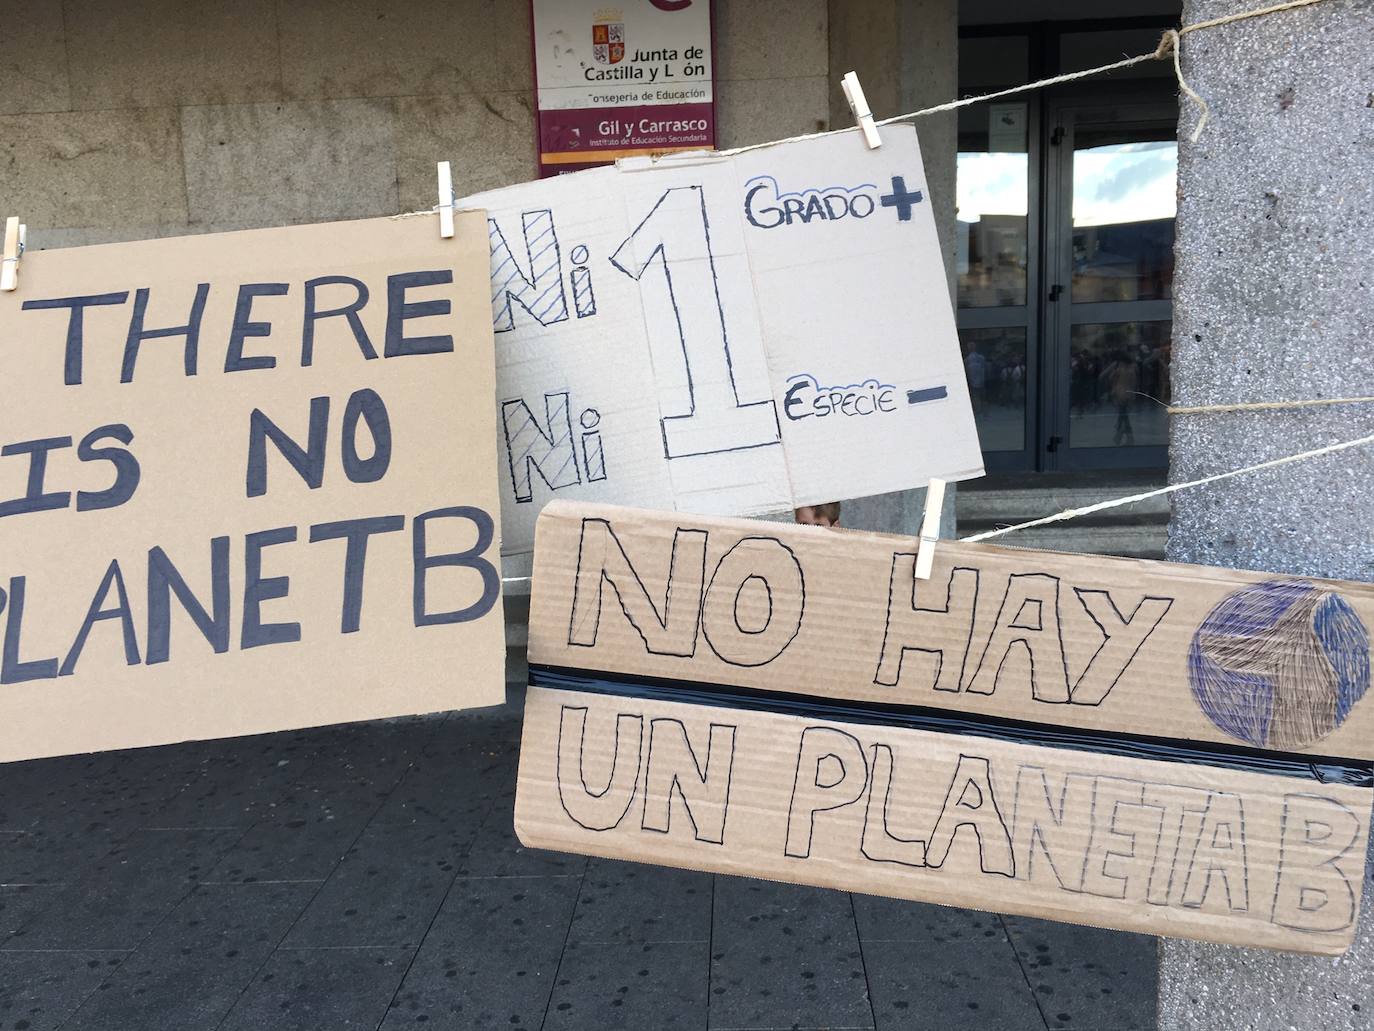 Junta de
Castilla y L ón
Consejería de Educación
Gil y Carrasco
Instituto de Educación Secundaria
THERE
IS NO
PLANET B
Ni 1 GRADO +
Ni ESPECIE -
NO HAY
UN PLANETA B